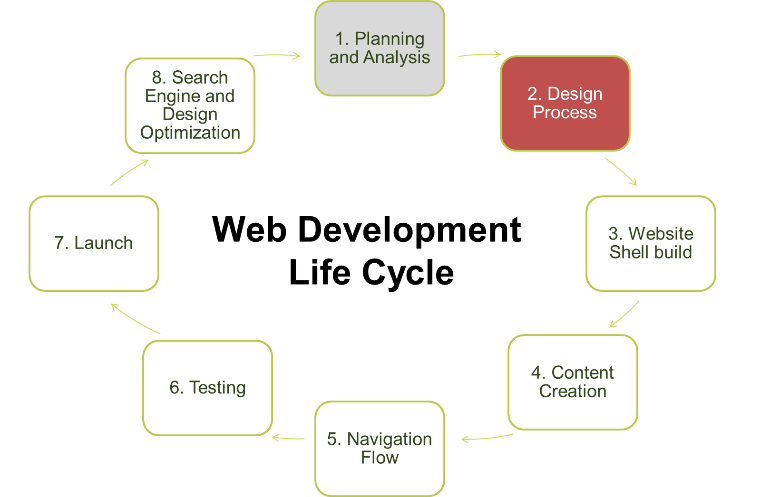 1. Planning
and Analysis
2. Design
Process
3. Website
Shell build
4. Content
Creation
5. Navigation
Flow
6. Testing
7. Launch
8. Search
Engine and
Design
Optimization
Web Development
Life Cycle